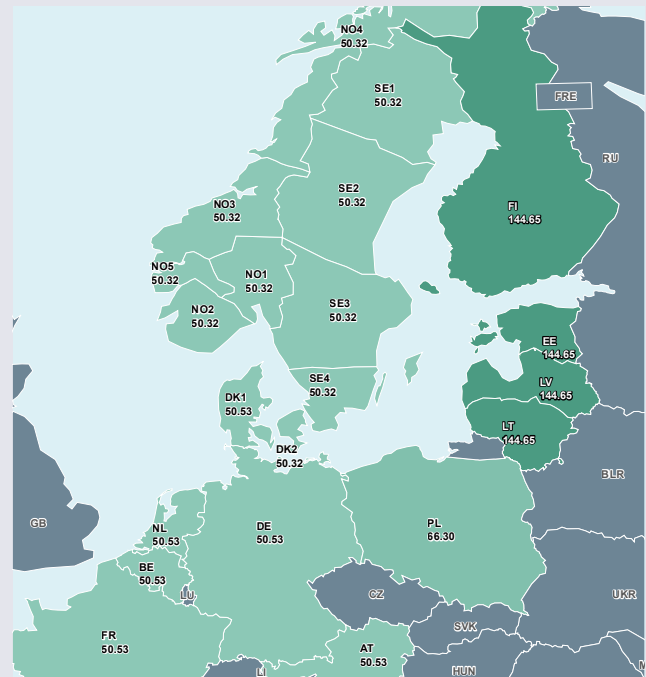 NO4
50.32
SE1
50.32
FRE
RU
SE2
50.32
NO3
50.32
FI
144.65
NO5
50.32
NO1
50.32
NO2
50.32
SE3
50.32
EE
144.65
SE4
50.32
LV
144.65
DK1
50.53
LT
144.65
DK2
50.32
BLR
GB
NL
50.53
DE
50.53
PL
66.30
BE
50.53
LU
CZ
UKR
SVK
FR
50.53
AT
50.53
LI
HUN
M